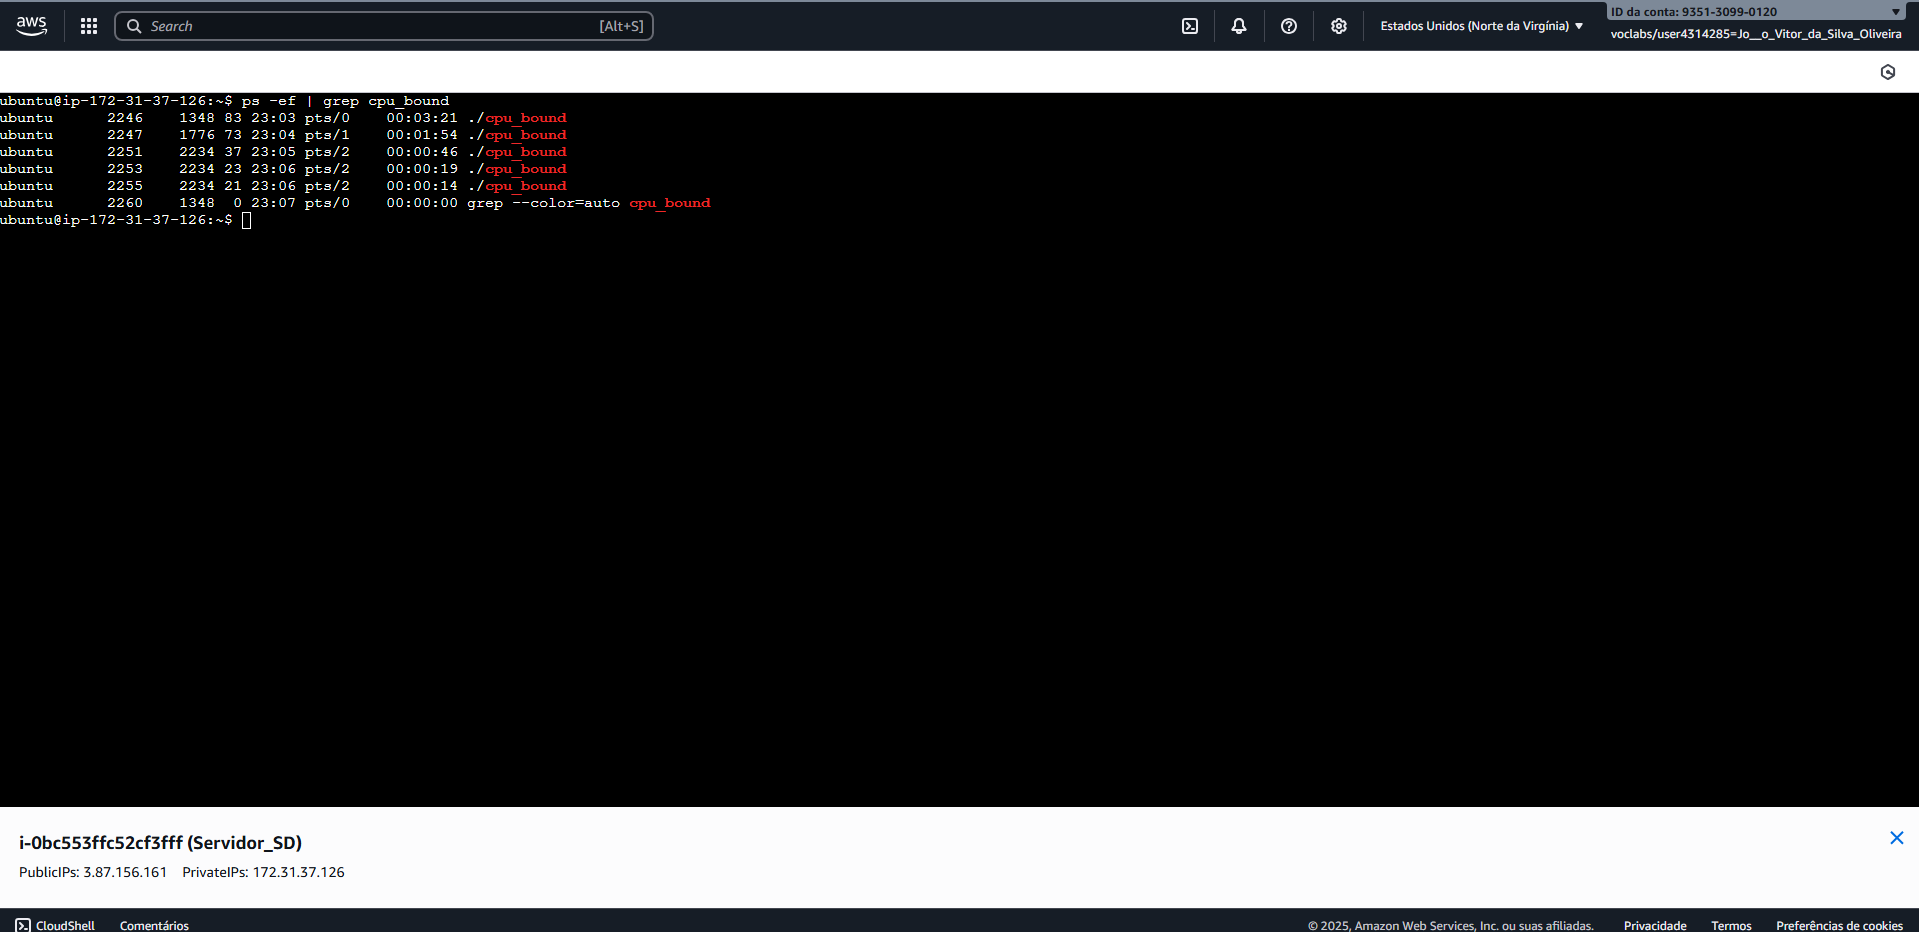 aws
Search [Alt+S]
Estados Unidos (Norte da Virgínia)
ID da conta: 9351-3099-0120
voclabs/user4314285=Jo__o_Vitor_da_Silva_Oliveira
ubuntu@ip-172-31-37-126:~$ ps -ef | grep cpu_bound
ubuntu      2246    1348 83 23:03 pts/0    00:03:21 ./cpu_bound
ubuntu      2247    1776 73 23:04 pts/1    00:01:54 ./cpu_bound
ubuntu      2251    2234 37 23:05 pts/2    00:00:46 ./cpu_bound
ubuntu      2253    2234 23 23:06 pts/2    00:00:19 ./cpu_bound
ubuntu      2255    2234 21 23:06 pts/2    00:00:14 ./cpu_bound
ubuntu      2260    1348  0 23:07 pts/0    00:00:00 grep --color=auto cpu_bound
ubuntu@ip-172-31-37-126:~$
i-0bc553ffc52cf3fff (Servidor_SD)
PublicIPs: 3.87.156.161 PrivateIPs: 172.31.37.126
CloudShell Comentários © 2025, Amazon Web Services, Inc. ou suas afiliadas. Privacidade Termos Preferências de cookies